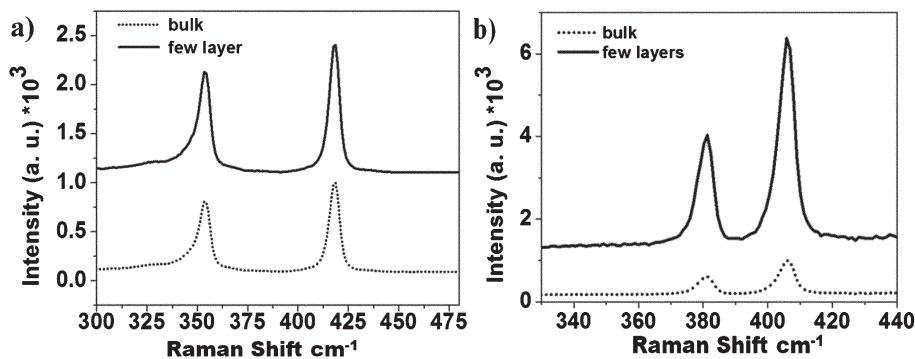 a)
bulk
few layer
Intensity (a. u.) *10³
2.5
2.0
1.5
1.0
0.5
0.0
300 325 350 375 400 425 450 475
Raman Shift cm⁻¹
b)
bulk
few layers
Intensity (a. u.) *10³
6
4
2
0
340 360 380 400 420 440
Raman Shift cm⁻¹